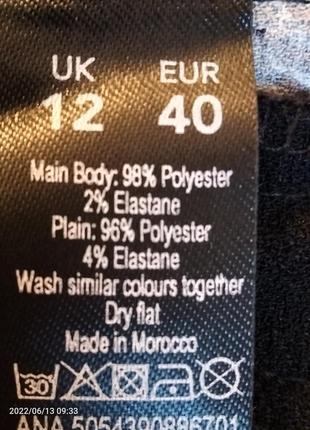 UK EUR
12 40
Main Body: 98% Polyester
2% Elastane
Plain: 96% Polyester
4% Elastane
Wash similar colours together
Dry flat
Made in Morocco
30
2022/06/13 09:33
ANA 5054390896701